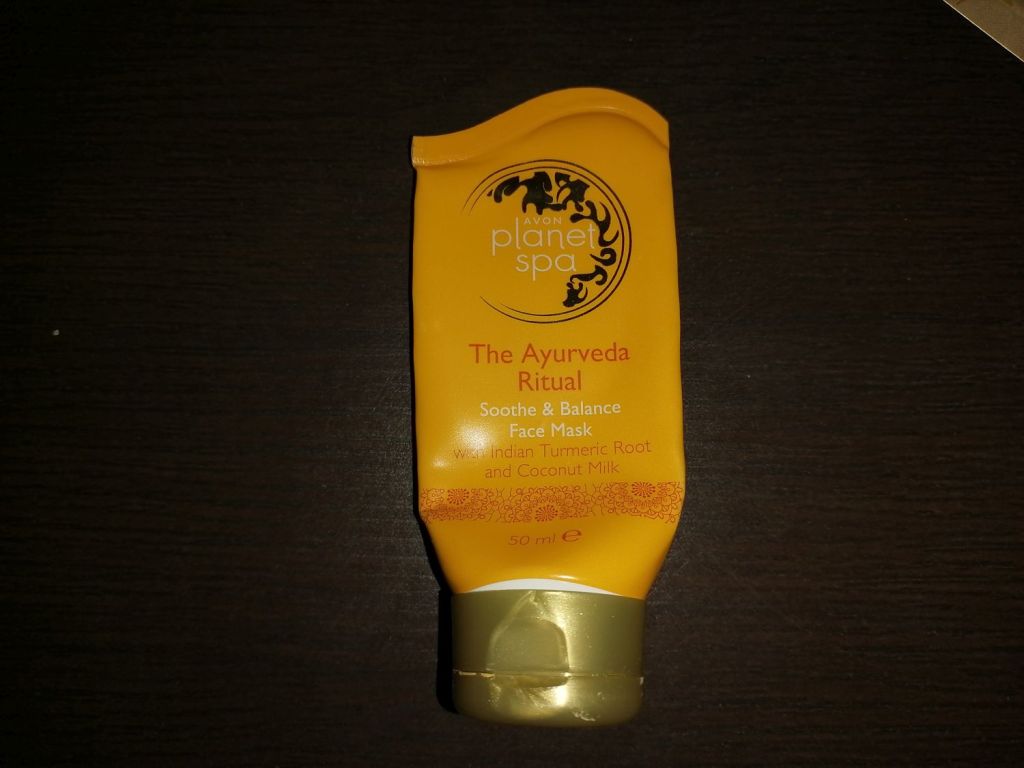 AVON
planet
spa
The Ayurveda
Ritual
Soothe & Balance
Face Mask
with Indian Turmeric Root
and Coconut Milk
50 ml ℮